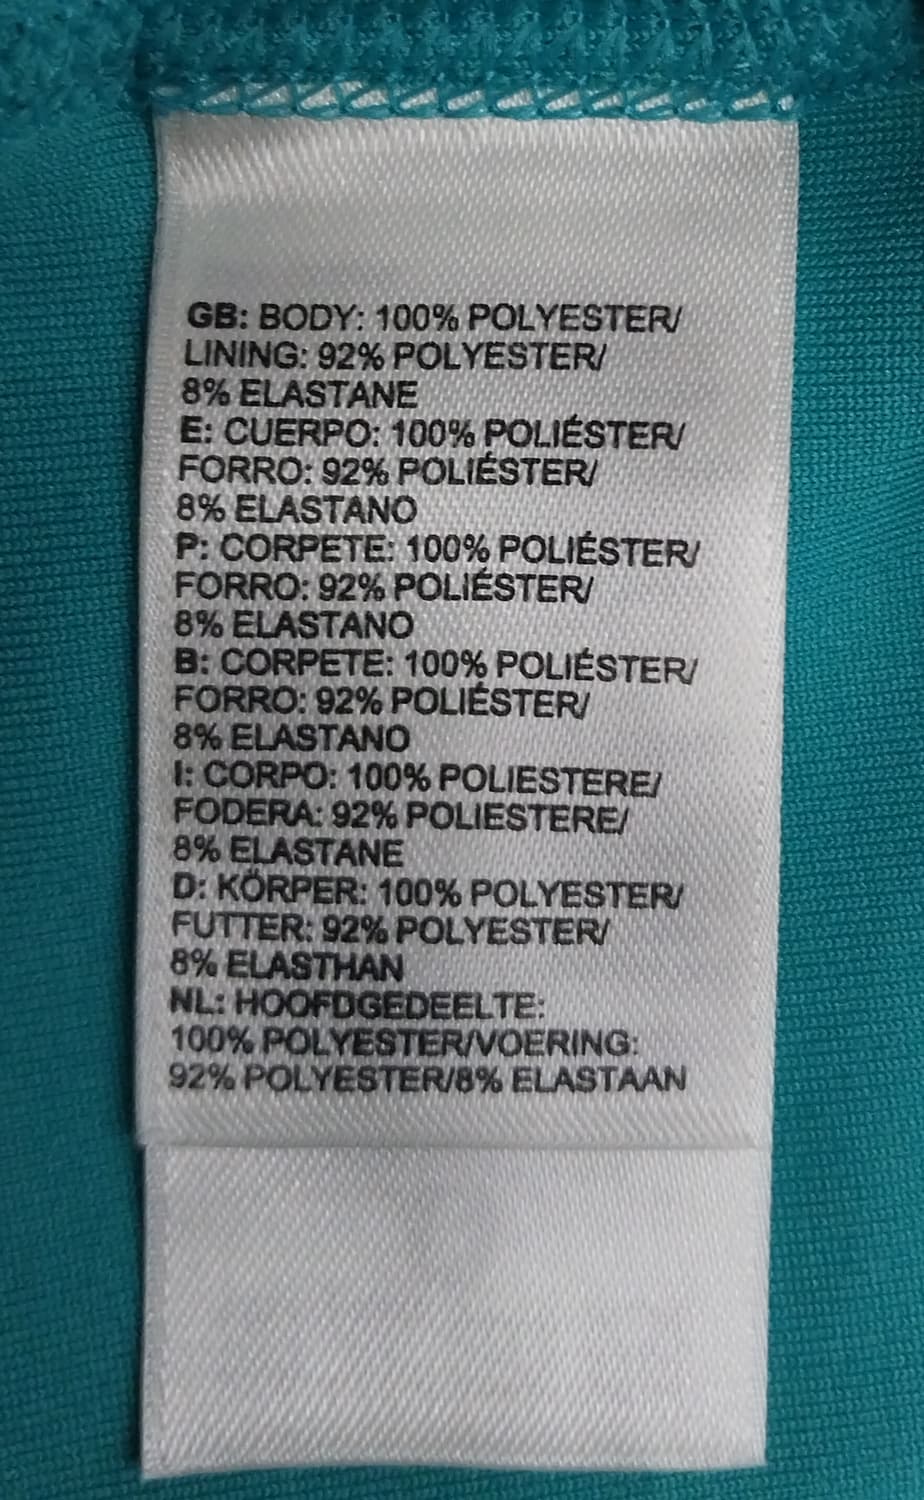 GB: BODY: 100% POLYESTER/
LINING: 92% POLYESTER/
8% ELASTANE
E: CUERPO: 100% POLIÉSTER/
FORRO: 92% POLIÉSTER/
8% ELASTANO
P: CORPETE: 100% POLIÉSTER/
FORRO: 92% POLIÉSTER/
8% ELASTANO
B: CORPETE: 100% POLIÉSTER/
FORRO: 92% POLIÉSTER/
8% ELASTANO
I: CORPO: 100% POLIESTERE/
FODERA: 92% POLIESTERE/
8% ELASTANE
D: KÖRPER: 100% POLYESTER/
FUTTER: 92% POLYESTER/
8% ELASTHAN
NL: HOOFDGEDEELTE:
100% POLYESTER/VOERING:
92% POLYESTER/8% ELASTAAN